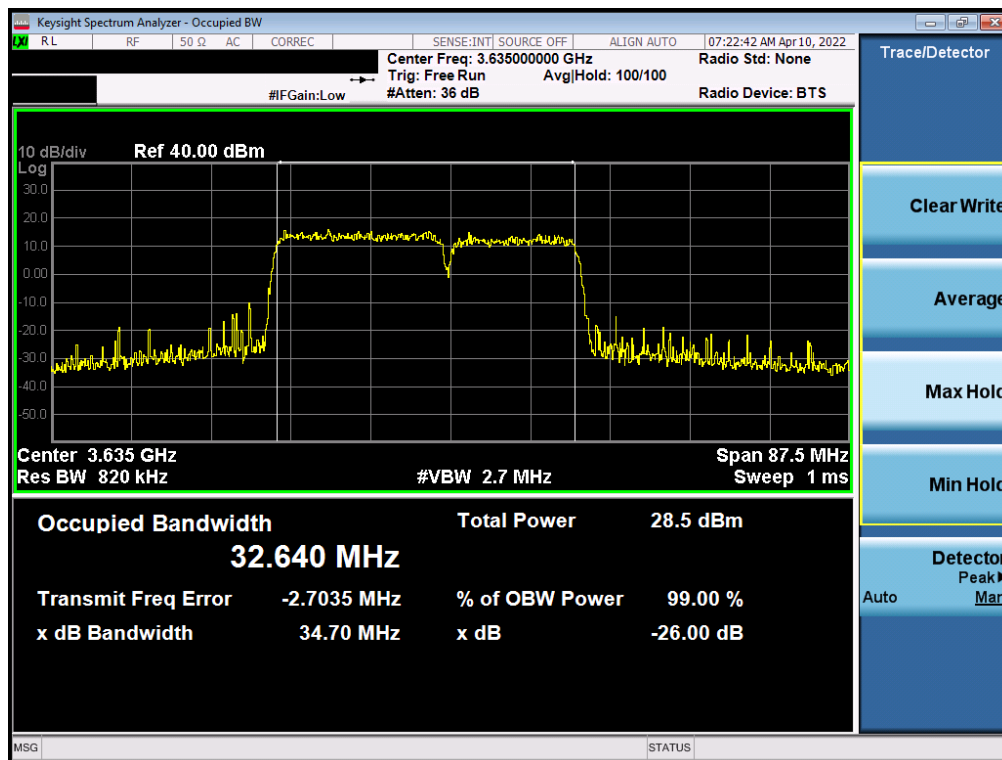 Keysight Spectrum Analyzer - Occupied BW
LXI RL RF 50 Ω AC CORREC SENSE:INT SOURCE OFF ALIGN AUTO 07:22:42 AM Apr 10, 2022
Center Freq: 3.635000000 GHz Radio Std: None
Trig: Free Run Avg|Hold: 100/100
#IFGain:Low #Atten: 36 dB Radio Device: BTS
Trace/Detector
10 dB/div Ref 40.00 dBm
Log
30.0
20.0
10.0
0.00
-10.0
-20.0
-30.0
-40.0
-50.0
Center 3.635 GHz Span 87.5 MHz
Res BW 820 kHz #VBW 2.7 MHz Sweep 1 ms
Occupied Bandwidth Total Power 28.5 dBm
32.640 MHz
Transmit Freq Error -2.7035 MHz % of OBW Power 99.00 %
x dB Bandwidth 34.70 MHz x dB -26.00 dB
Clear Write
Average
Max Hold
Min Hold
Detector
Peak▶
Auto Man
MSG STATUS